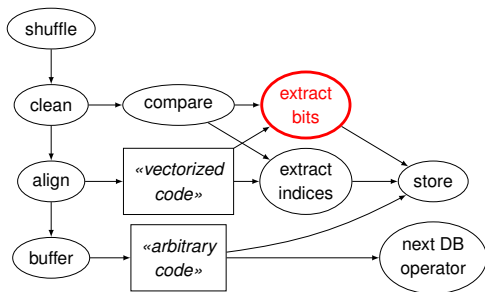 shuffle
clean
compare
extract
bits
align
«vectorized
code»
extract
indices
store
buffer
«arbitrary
code»
next DB
operator